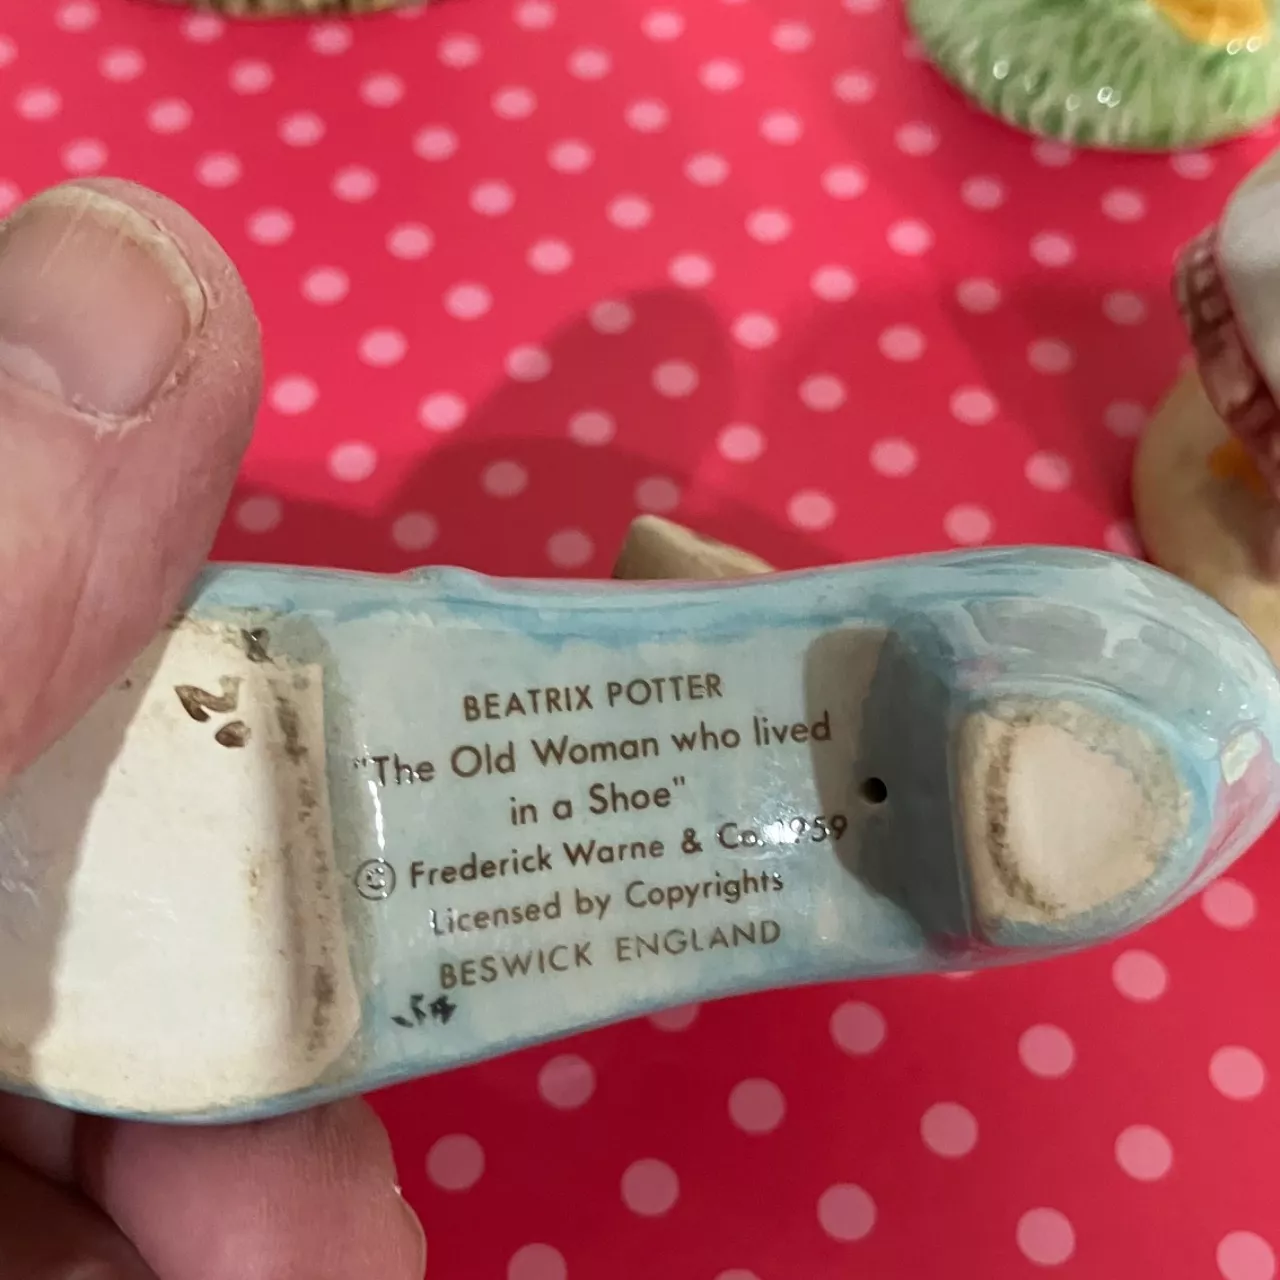 BEATRIX POTTER
"The Old Woman who lived
in a Shoe"
© Frederick Warne & Co. 1959
Licensed by Copyrights
BESWICK ENGLAND